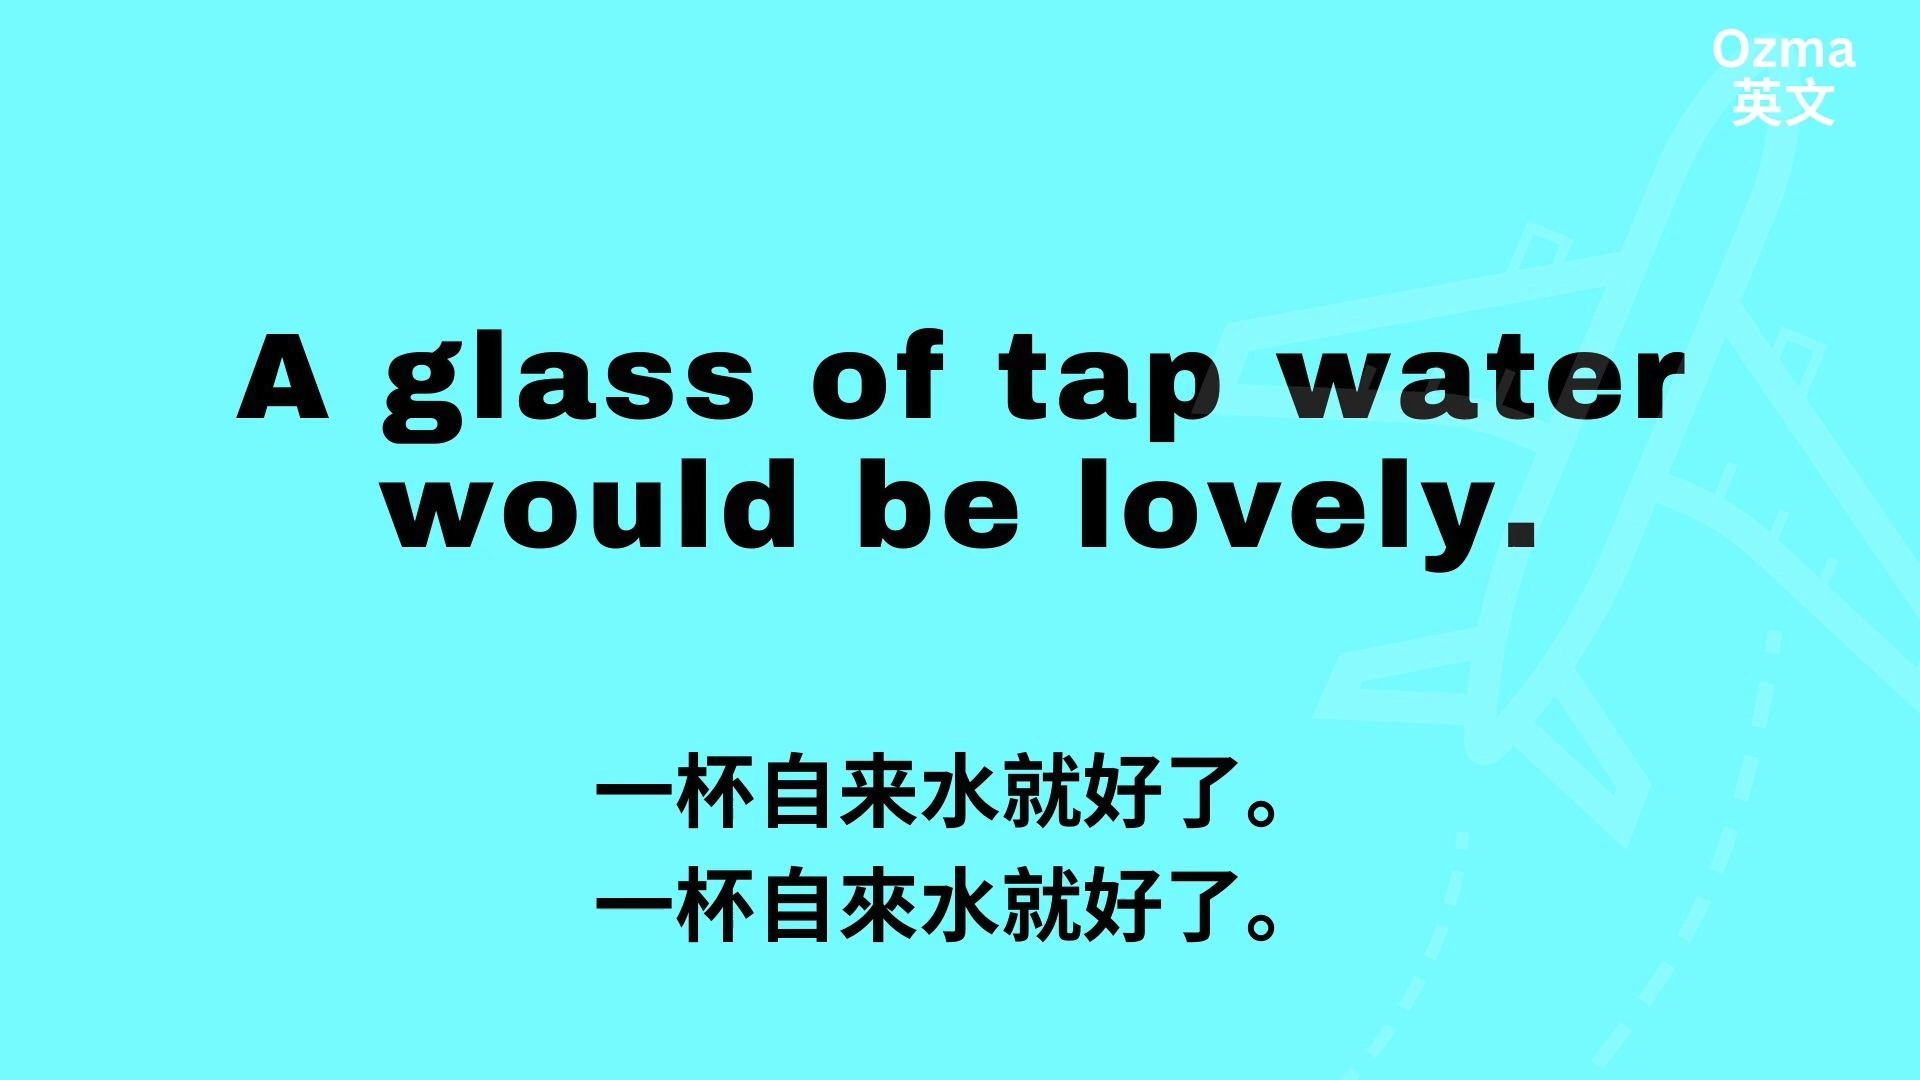 Ozma
英文
A glass of tap water
would be lovely.
一杯自来水就好了。
一杯自來水就好了。